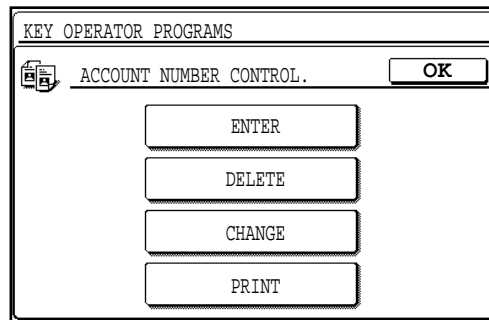 KEY OPERATOR PROGRAMS
ACCOUNT NUMBER CONTROL.
OK
ENTER
DELETE
CHANGE
PRINT